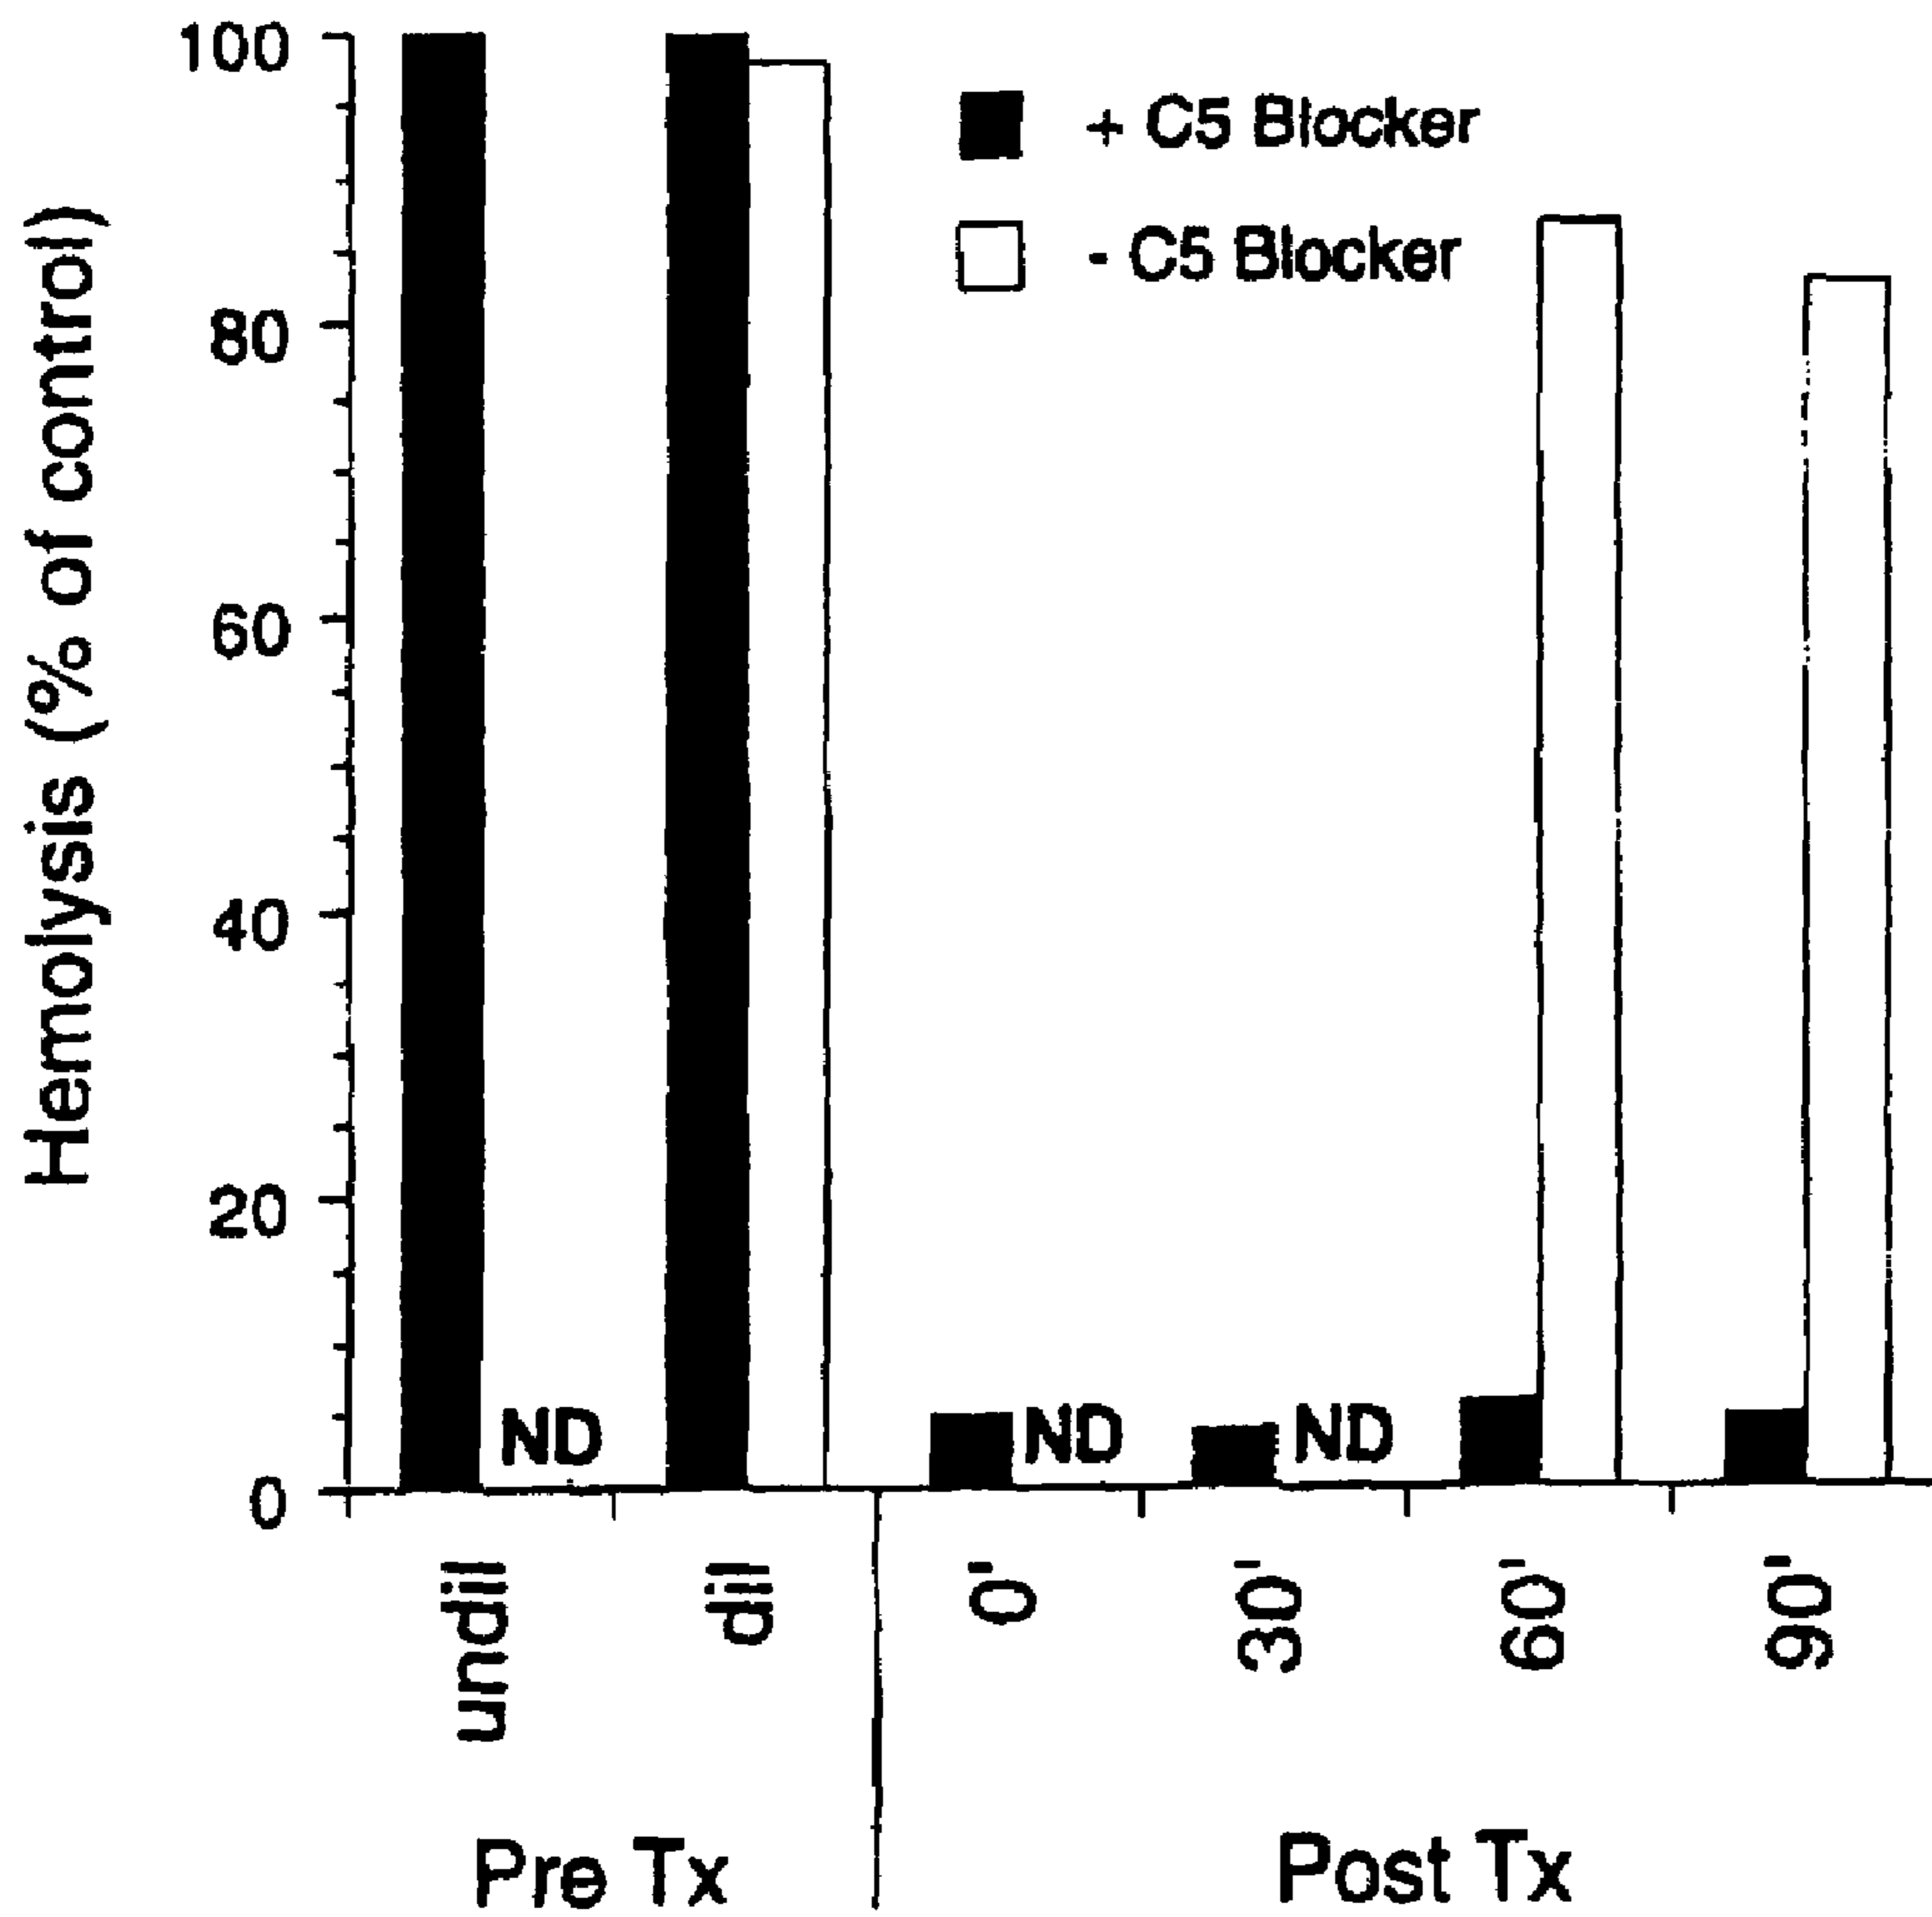 Hemolysis (% of control)
100
80
60
40
20
0
+ C5 Blocker
- C5 Blocker
ND
ND
ND
undil
dil
0'
30'
60'
90'
Pre Tx
Post Tx